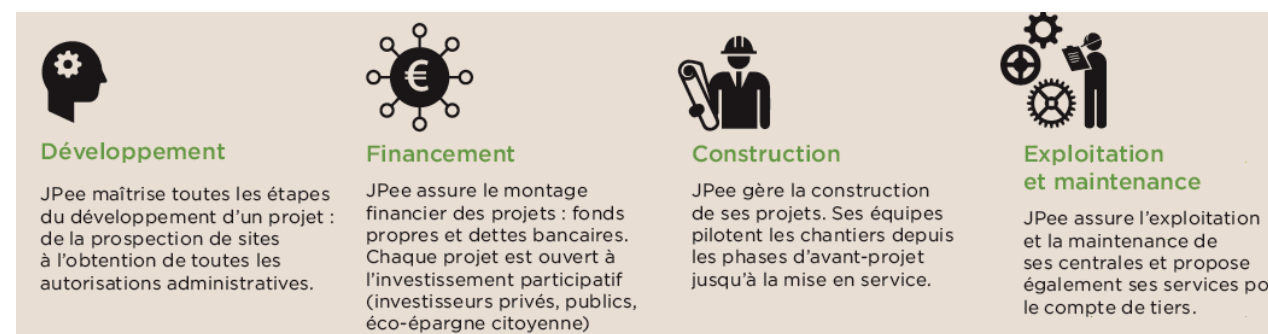 €
Développement
JPee maîtrise toutes les étapes
du développement d'un projet :
de la prospection de sites
à l'obtention de toutes les
autorisations administratives.
Financement
JPee assure le montage
financier des projets : fonds
propres et dettes bancaires.
Chaque projet est ouvert à
l'investissement participatif
(investisseurs privés, publics,
éco-épargne citoyenne)
Construction
JPee gère la construction
de ses projets. Ses équipes
pilotent les chantiers depuis
les phases d'avant-projet
jusqu'à la mise en service.
Exploitation
et maintenance
JPee assure l'exploitation
et la maintenance de
ses centrales et propose
également ses services
le compte de tiers.